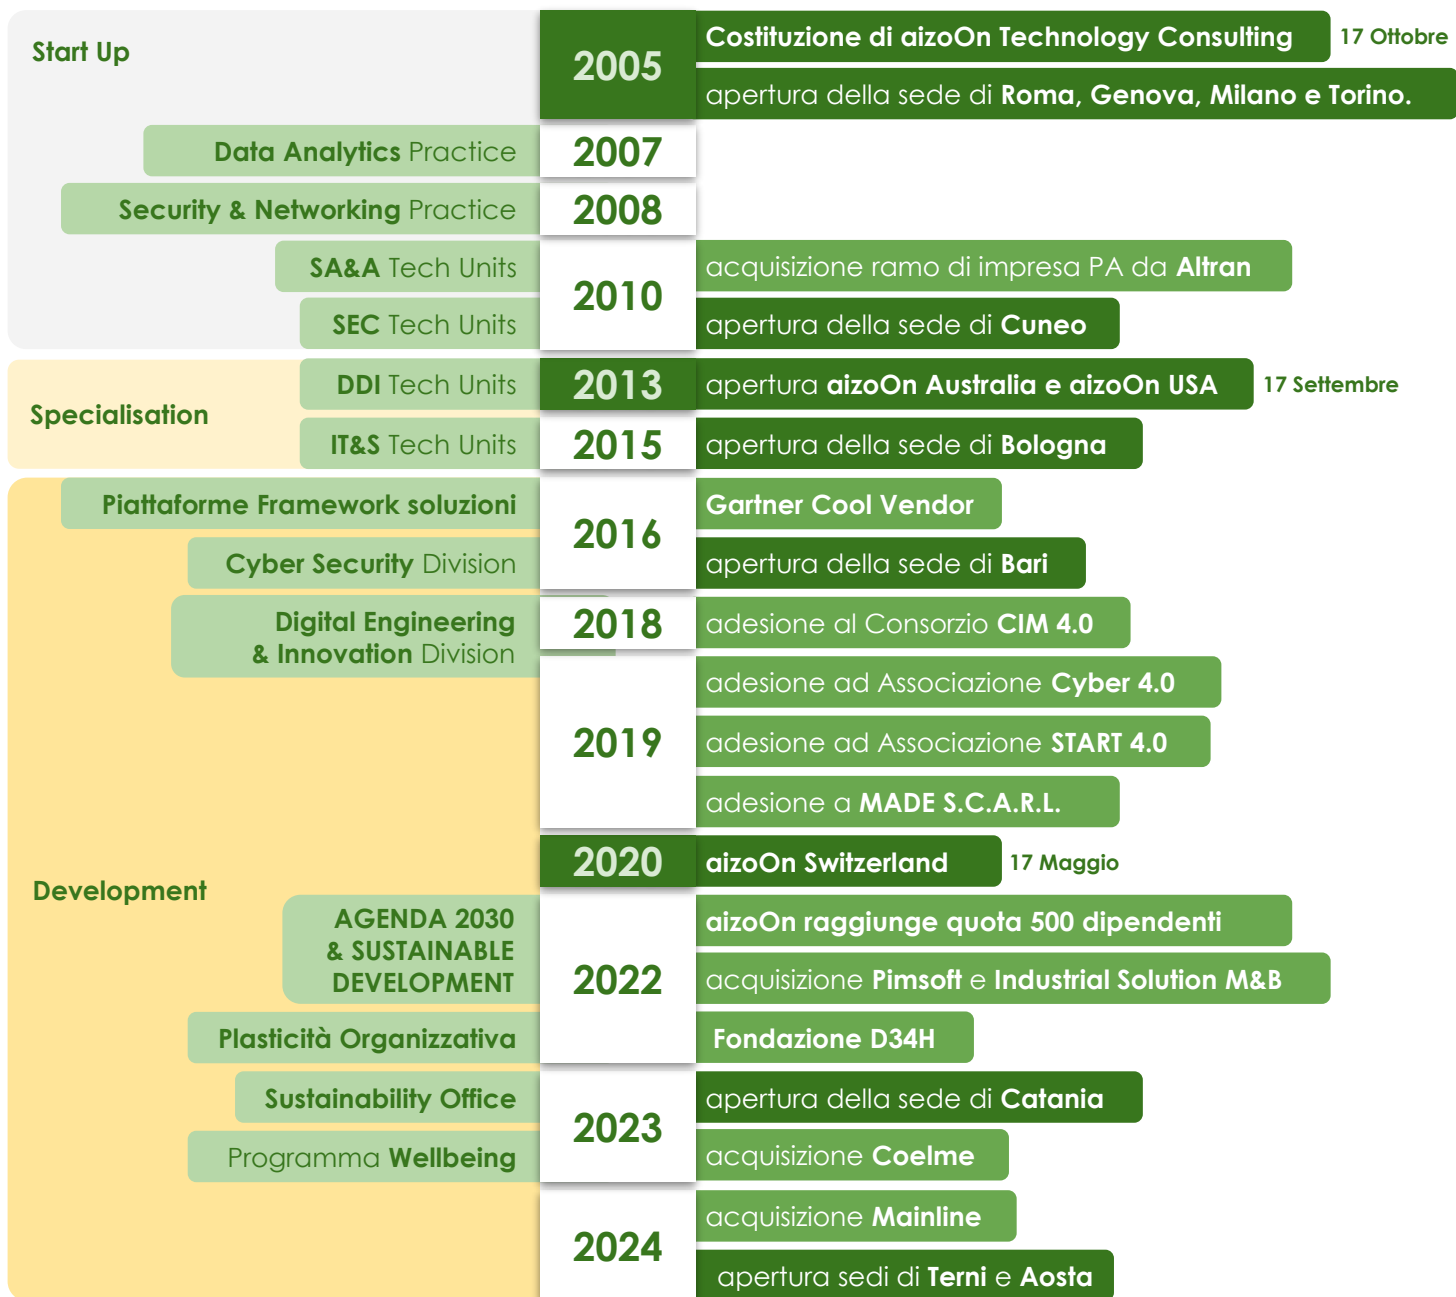 Start Up
2005
Costituzione di aizoOn Technology Consulting
17 Ottobre
apertura della sede di Roma, Genova, Milano e Torino.
Data Analytics Practice
2007
Security & Networking Practice
2008
SA&A Tech Units
2010
acquisizione ramo di impresa PA da Altran
SEC Tech Units
apertura della sede di Cuneo
Specialisation
DDI Tech Units
2013
apertura aizoOn Australia e aizoOn USA
17 Settembre
IT&S Tech Units
2015
apertura della sede di Bologna
Development
Piattaforme Framework soluzioni
2016
Gartner Cool Vendor
Cyber Security Division
apertura della sede di Bari
Digital Engineering
& Innovation Division
2018
adesione al Consorzio CIM 4.0
2019
adesione ad Associazione Cyber 4.0
adesione ad Associazione START 4.0
adesione a MADE S.C.A.R.L.
2020
aizoOn Switzerland
17 Maggio
AGENDA 2030
& SUSTAINABLE
DEVELOPMENT
2022
aizoOn raggiunge quota 500 dipendenti
acquisizione Pimsoft e Industrial Solution M&B
Plasticità Organizzativa
Fondazione D34H
Sustainability Office
2023
apertura della sede di Catania
Programma Wellbeing
acquisizione Coelme
2024
acquisizione Mainline
apertura sedi di Terni e Aosta